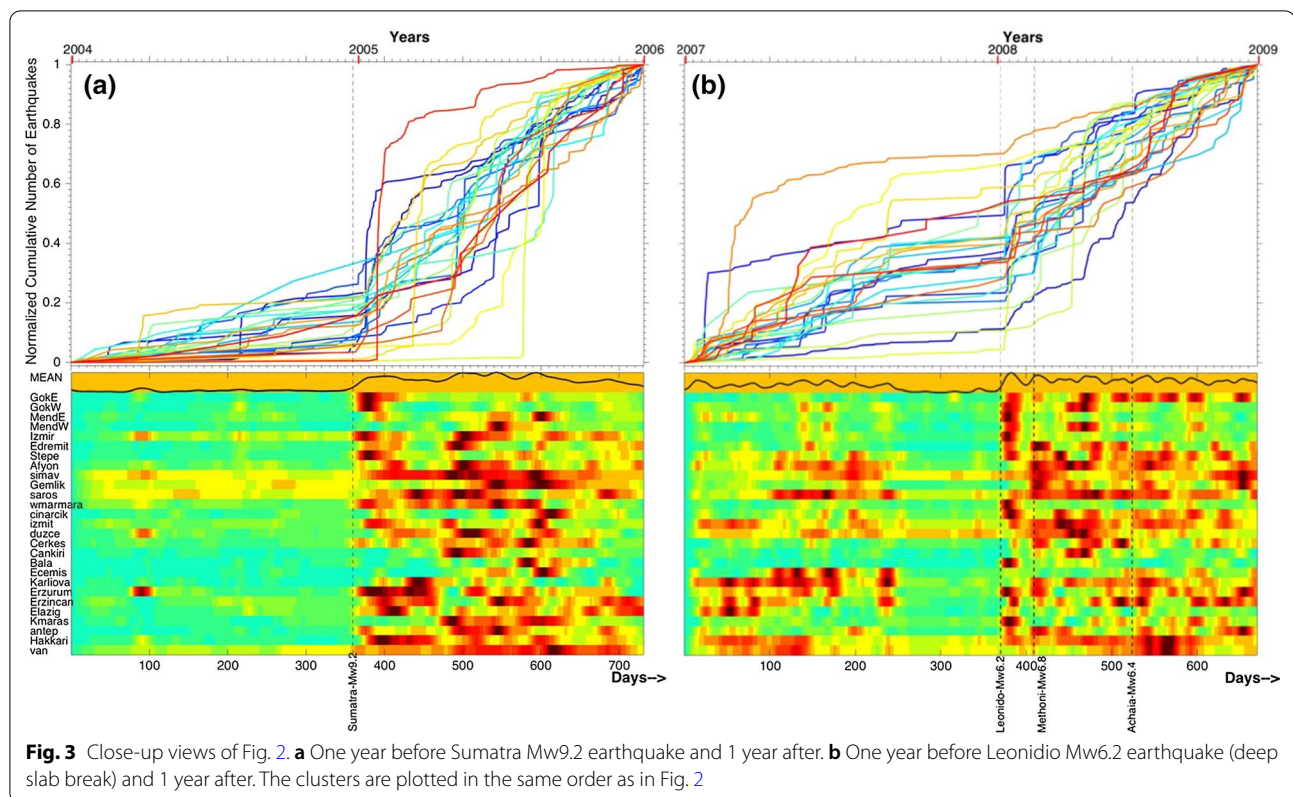 Years
2004 2005 2006
Years
2007 2008 2009
(a)
(b)
Normalized Cumulative Number of Earthquakes
1
0.8
0.6
0.4
0.2
0
MEAN
GokE
GokW
MendE
MendW
Izmir
Edremit
Stepe
Afyon
simav
Gemlik
saros
wmarmara
cinarcik
izmit
duzce
Cerkes
Cankiri
Bala
Ecemis
Karliova
Erzurum
Erzincan
Elazig
Kmaras
antep
Hakkari
van
100 200 300 400 500 600 700
Days-->
Sumatra-Mw9.2
100 200 300 400 500 600
Days-->
Leonido-Mw6.2
Methoni-Mw6.8
Achaia-Mw6.4
Fig. 3 Close-up views of Fig. 2. a One year before Sumatra Mw9.2 earthquake and 1 year after. b One year before Leonidio Mw6.2 earthquake (deep
slab break) and 1 year after. The clusters are plotted in the same order as in Fig. 2